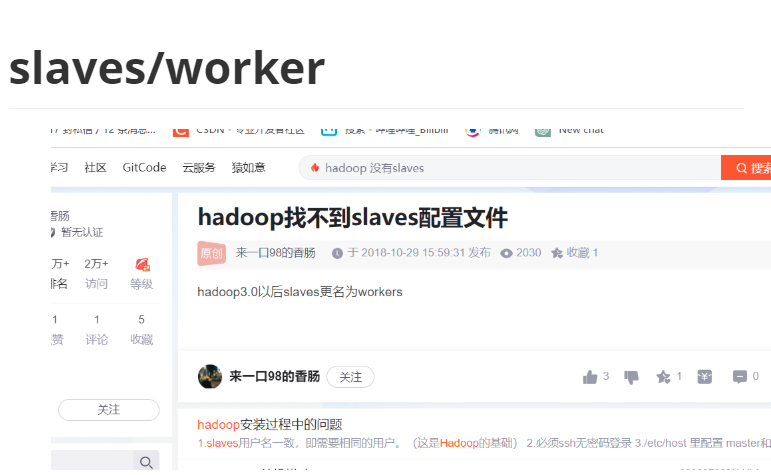 slaves/worker
CSDN - 专业开发者社区 搜索 - 哔哩哔哩_Bilibili 腾讯网 New chat
学习 社区 GitCode 云服务 猿如意 hadoop 没有slaves 搜索
hadoop找不到slaves配置文件
香肠
暂无认证
原创 来一口98的香肠 于 2018-10-29 15:59:31 发布 2030 收藏 1
万+ 2万+
排名 访问 等级
hadoop3.0以后slaves更名为workers
1 1 5
赞 评论 收藏
来一口98的香肠 关注 3 1 0
关注
hadoop安装过程中的问题
1.slaves用户名一致，即需要相同的用户。（这是Hadoop的基础） 2.必须ssh无密码登录 3./etc/host 里配置 master和